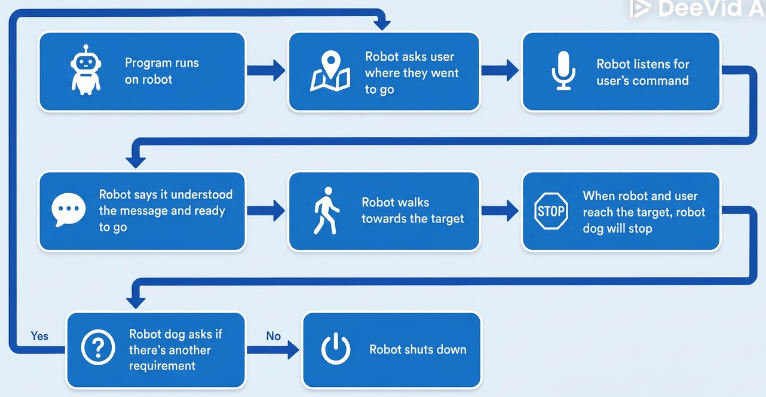 DeeVid A
Program runs
on robot
Robot asks user
where they went
to go
Robot listens for
user's command
Robot says it understood
the message and ready
to go
Robot walks
towards the target
STOP
When robot and user
reach the target, robot
dog will stop
Yes
Robot dog asks if
there's another
requirement
No
Robot shuts down